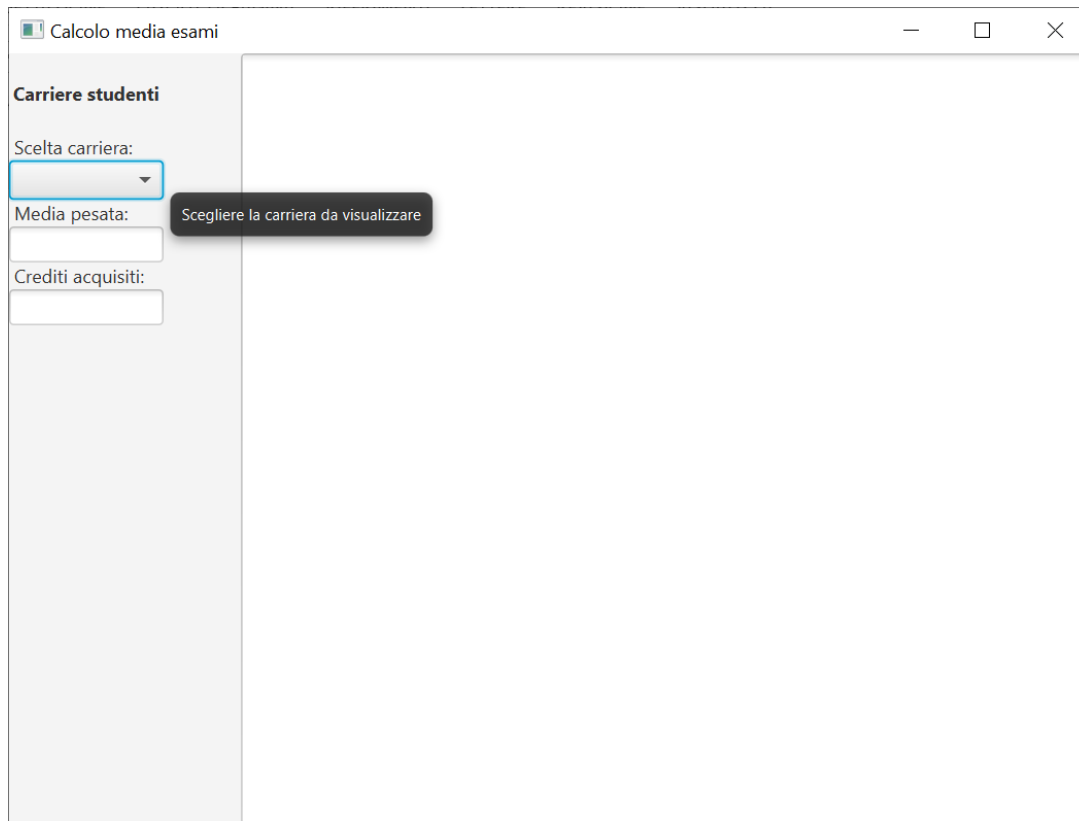 Calcolo media esami
Carriere studenti
Scelta carriera:
Scegliere la carriera da visualizzare
Media pesata:
Crediti acquisiti: